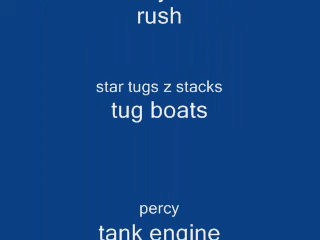 rush
star tugs z stacks
tug boats
percy
tank engine